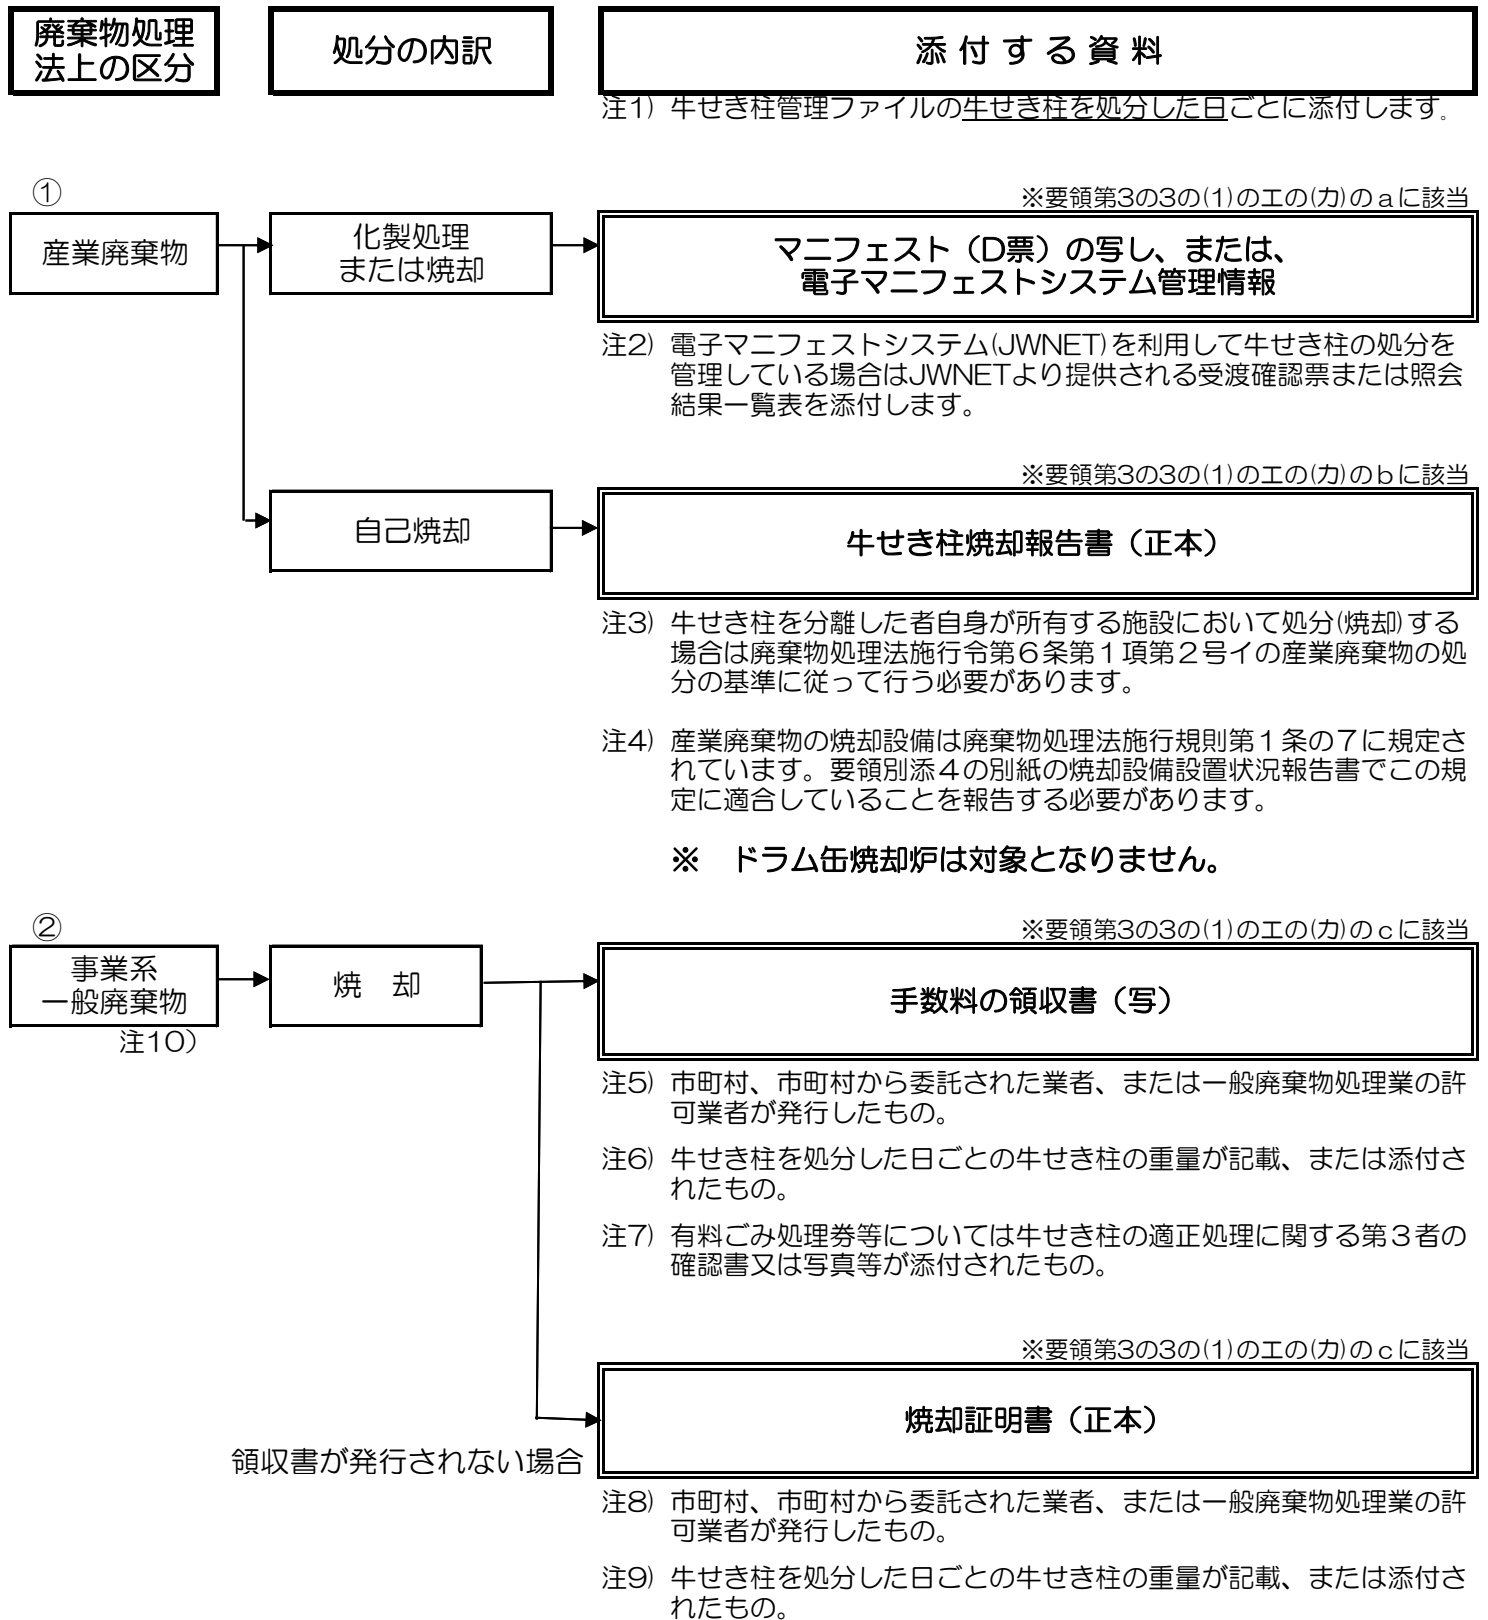 廃棄物処理
法上の区分
処分の内訳
添 付 す る 資 料
注1) 牛せき柱管理ファイルの牛せき柱を処分した日ごとに添付します。
①
※要領第3の3の(1)のエの(カ)のａに該当
産業廃棄物
化製処理
または焼却
マニフェスト（D票）の写し、または、
電子マニフェストシステム管理情報
注2) 電子マニフェストシステム(JWNET)を利用して牛せき柱の処分を
管理している場合はJWNETより提供される受渡確認票または照会
結果一覧表を添付します。
※要領第3の3の(1)のエの(カ)のｂに該当
自己焼却
牛せき柱焼却報告書（正本）
注3) 牛せき柱を分離した者自身が所有する施設において処分(焼却)する
場合は廃棄物処理法施行令第６条第１項第２号イの産業廃棄物の処
分の基準に従って行う必要があります。
注4) 産業廃棄物の焼却設備は廃棄物処理法施行規則第１条の７に規定さ
れています。要領別添４の別紙の焼却設備設置状況報告書でこの規
定に適合していることを報告する必要があります。
※　ドラム缶焼却炉は対象となりません。
②
※要領第3の3の(1)のエの(カ)のｃに該当
事業系
一般廃棄物
注10）
焼　却
手数料の領収書（写）
注5) 市町村、市町村から委託された業者、または一般廃棄物処理業の許
可業者が発行したもの。
注6) 牛せき柱を処分した日ごとの牛せき柱の重量が記載、または添付さ
れたもの。
注7) 有料ごみ処理券等については牛せき柱の適正処理に関する第３者の
確認書又は写真等が添付されたもの。
※要領第3の3の(1)のエの(カ)のｃに該当
焼却証明書（正本）
領収書が発行されない場合
注8) 市町村、市町村から委託された業者、または一般廃棄物処理業の許
可業者が発行したもの。
注9) 牛せき柱を処分した日ごとの牛せき柱の重量が記載、または添付さ
れたもの。